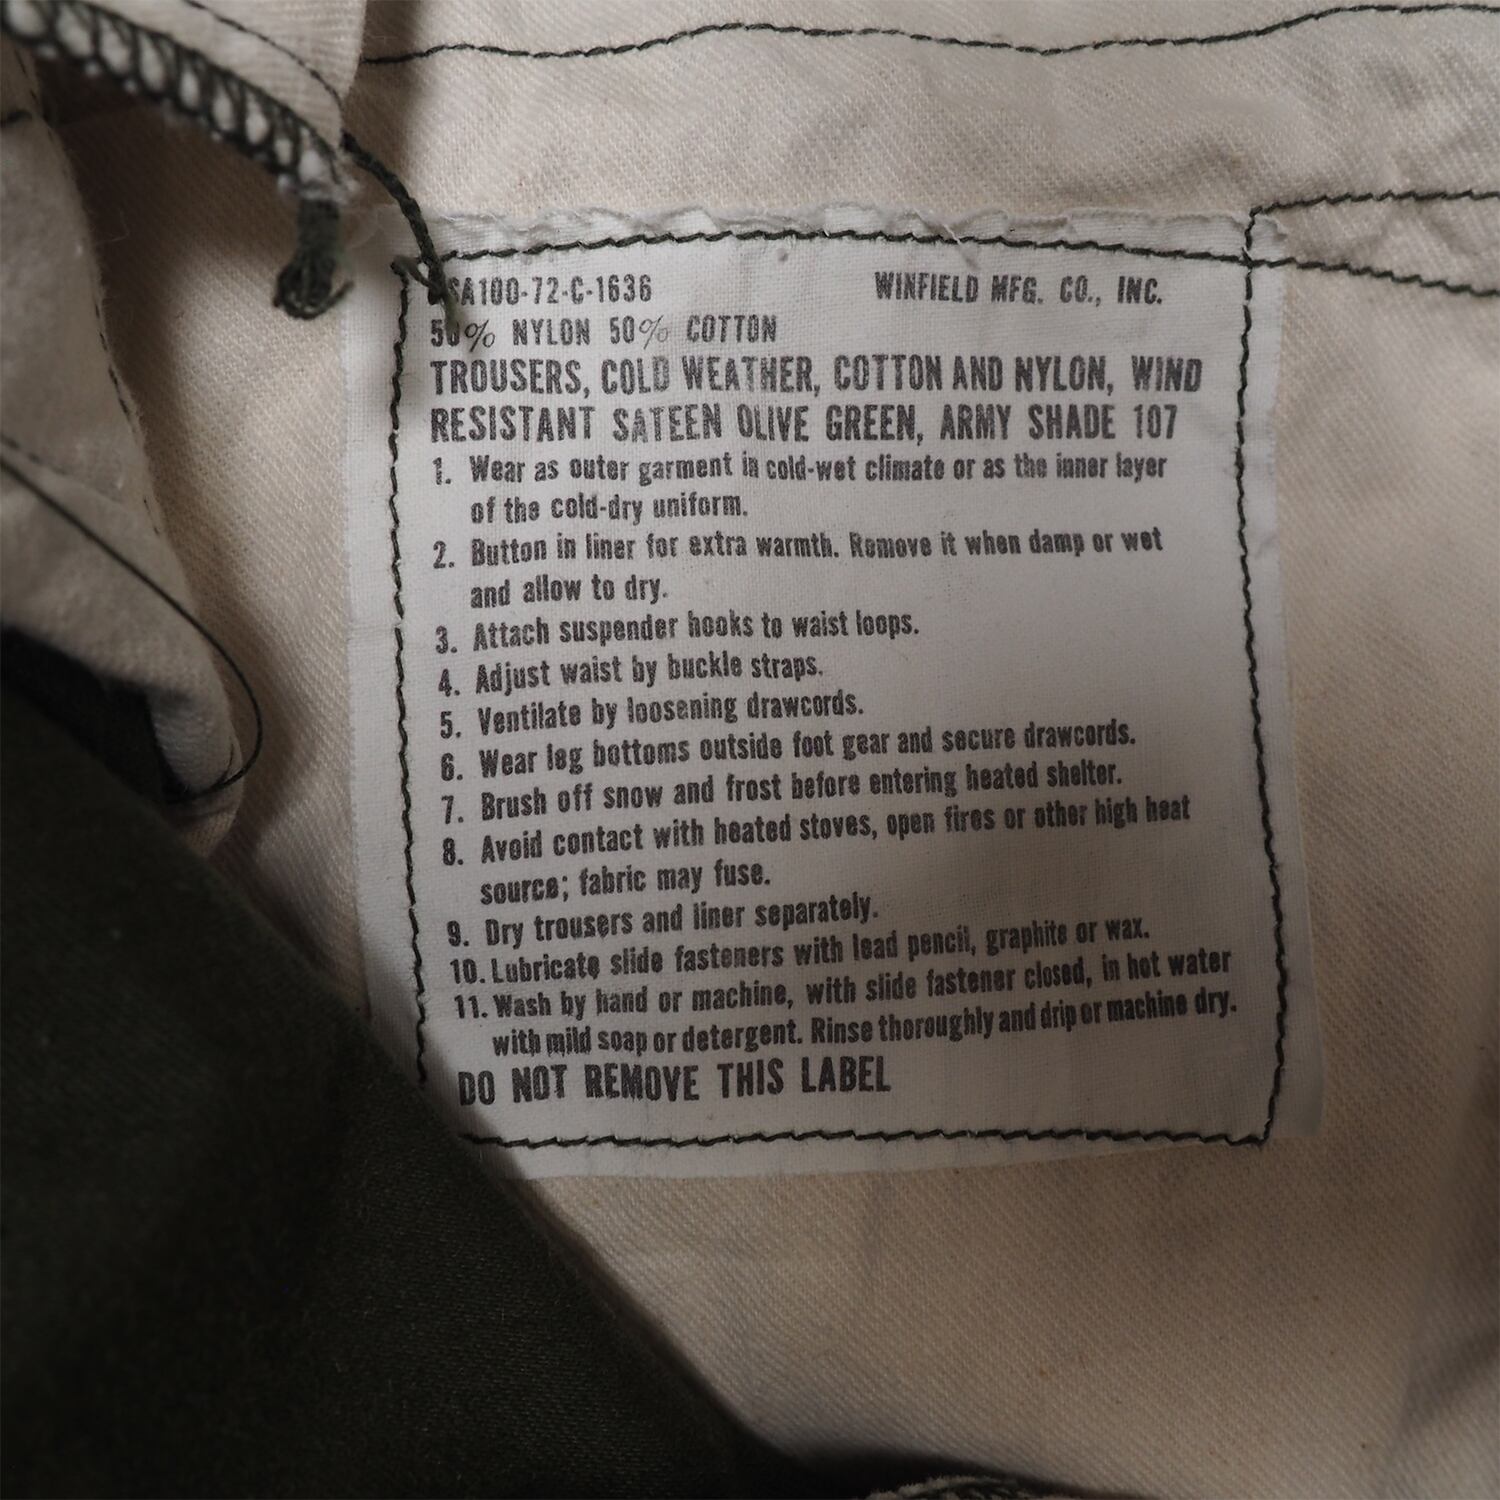 SA100-72-C-1636 WINFIELD MFG. CO., INC.
50% NYLON 50% COTTON
TROUSERS, COLD WEATHER, COTTON AND NYLON, WIND
RESISTANT SATEEN OLIVE GREEN, ARMY SHADE 107
1. Wear as outer garment in cold-wet climate or as the inner layer
of the cold-dry uniform.
2. Button in liner for extra warmth. Remove it when damp or wet
and allow to dry.
3. Attach suspender hooks to waist loops.
4. Adjust waist by buckle straps.
5. Ventilate by loosening drawcords.
6. Wear leg bottoms outside foot gear and secure drawcords.
7. Brush off snow and frost before entering heated shelter.
8. Avoid contact with heated stoves, open fires or other high heat
source; fabric may fuse.
9. Dry trousers and liner separately.
10. Lubricate slide fasteners with lead pencil, graphite or wax.
11. Wash by hand or machine, with slide fastener closed, in hot water
with mild soap or detergent. Rinse thoroughly and drip or machine dry.
DO NOT REMOVE THIS LABEL